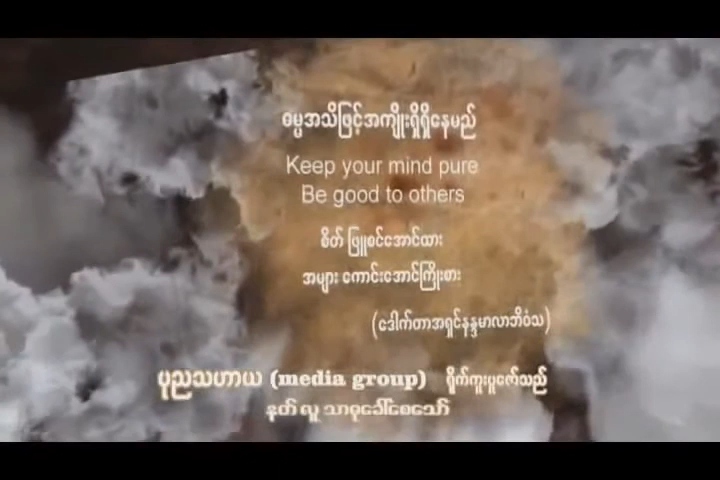 ဓမ္မအသိဖြင့်အကျိုးရှိရှိနေမည်
Keep your mind pure
Be good to others
စိတ် ဖြူစင်အောင်ထား
အများ ကောင်းအောင်ကြိုးစား
(ဒေါက်တာအရှင်နန္ဒမာလာဘိဝံသ)
ပုညသဟာယ (media group) ရိုက်ကူးပူဇော်သည်
နတ် လူ သာဓုခေါ်စေသော်